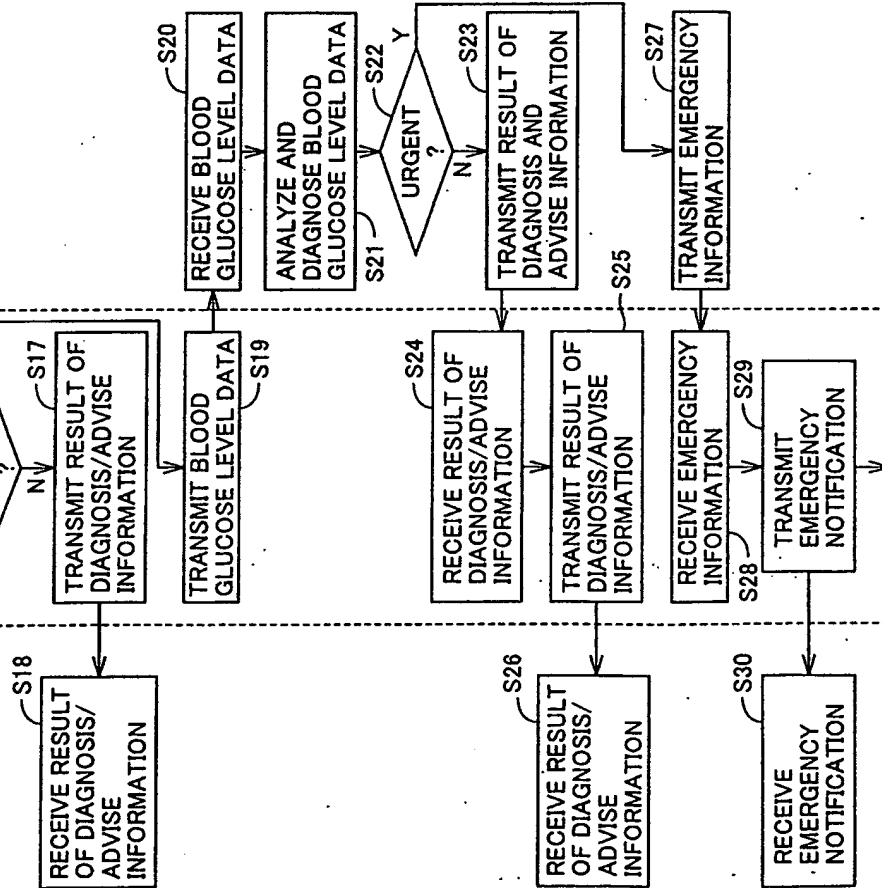 ?
N
S17
TRANSMIT RESULT OF
DIAGNOSIS/ADVISE
INFORMATION
S18
RECEIVE RESULT
OF DIAGNOSIS/
ADVISE
INFORMATION
S19
TRANSMIT BLOOD
GLUCOSE LEVEL DATA
S20
RECEIVE BLOOD
GLUCOSE LEVEL DATA
S21
ANALYZE AND
DIAGNOSE BLOOD
GLUCOSE LEVEL DATA
S22
URGENT
?
Y
N
S23
TRANSMIT RESULT OF
DIAGNOSIS AND
ADVISE INFORMATION
S24
RECEIVE RESULT OF
DIAGNOSIS/ADVISE
INFORMATION
S25
TRANSMIT RESULT OF
DIAGNOSIS/ADVISE
INFORMATION
S26
RECEIVE RESULT
OF DIAGNOSIS/
ADVISE
INFORMATION
S27
TRANSMIT EMERGENCY
INFORMATION
S28
RECEIVE EMERGENCY
INFORMATION
S29
TRANSMIT
EMERGENCY
NOTIFICATION
S30
RECEIVE
EMERGENCY
NOTIFICATION